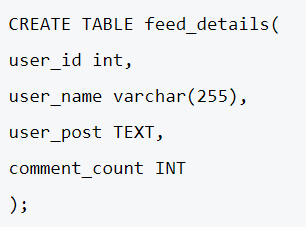 CREATE TABLE feed_details(
user_id int,
user_name varchar(255),
user_post TEXT,
comment_count INT
);